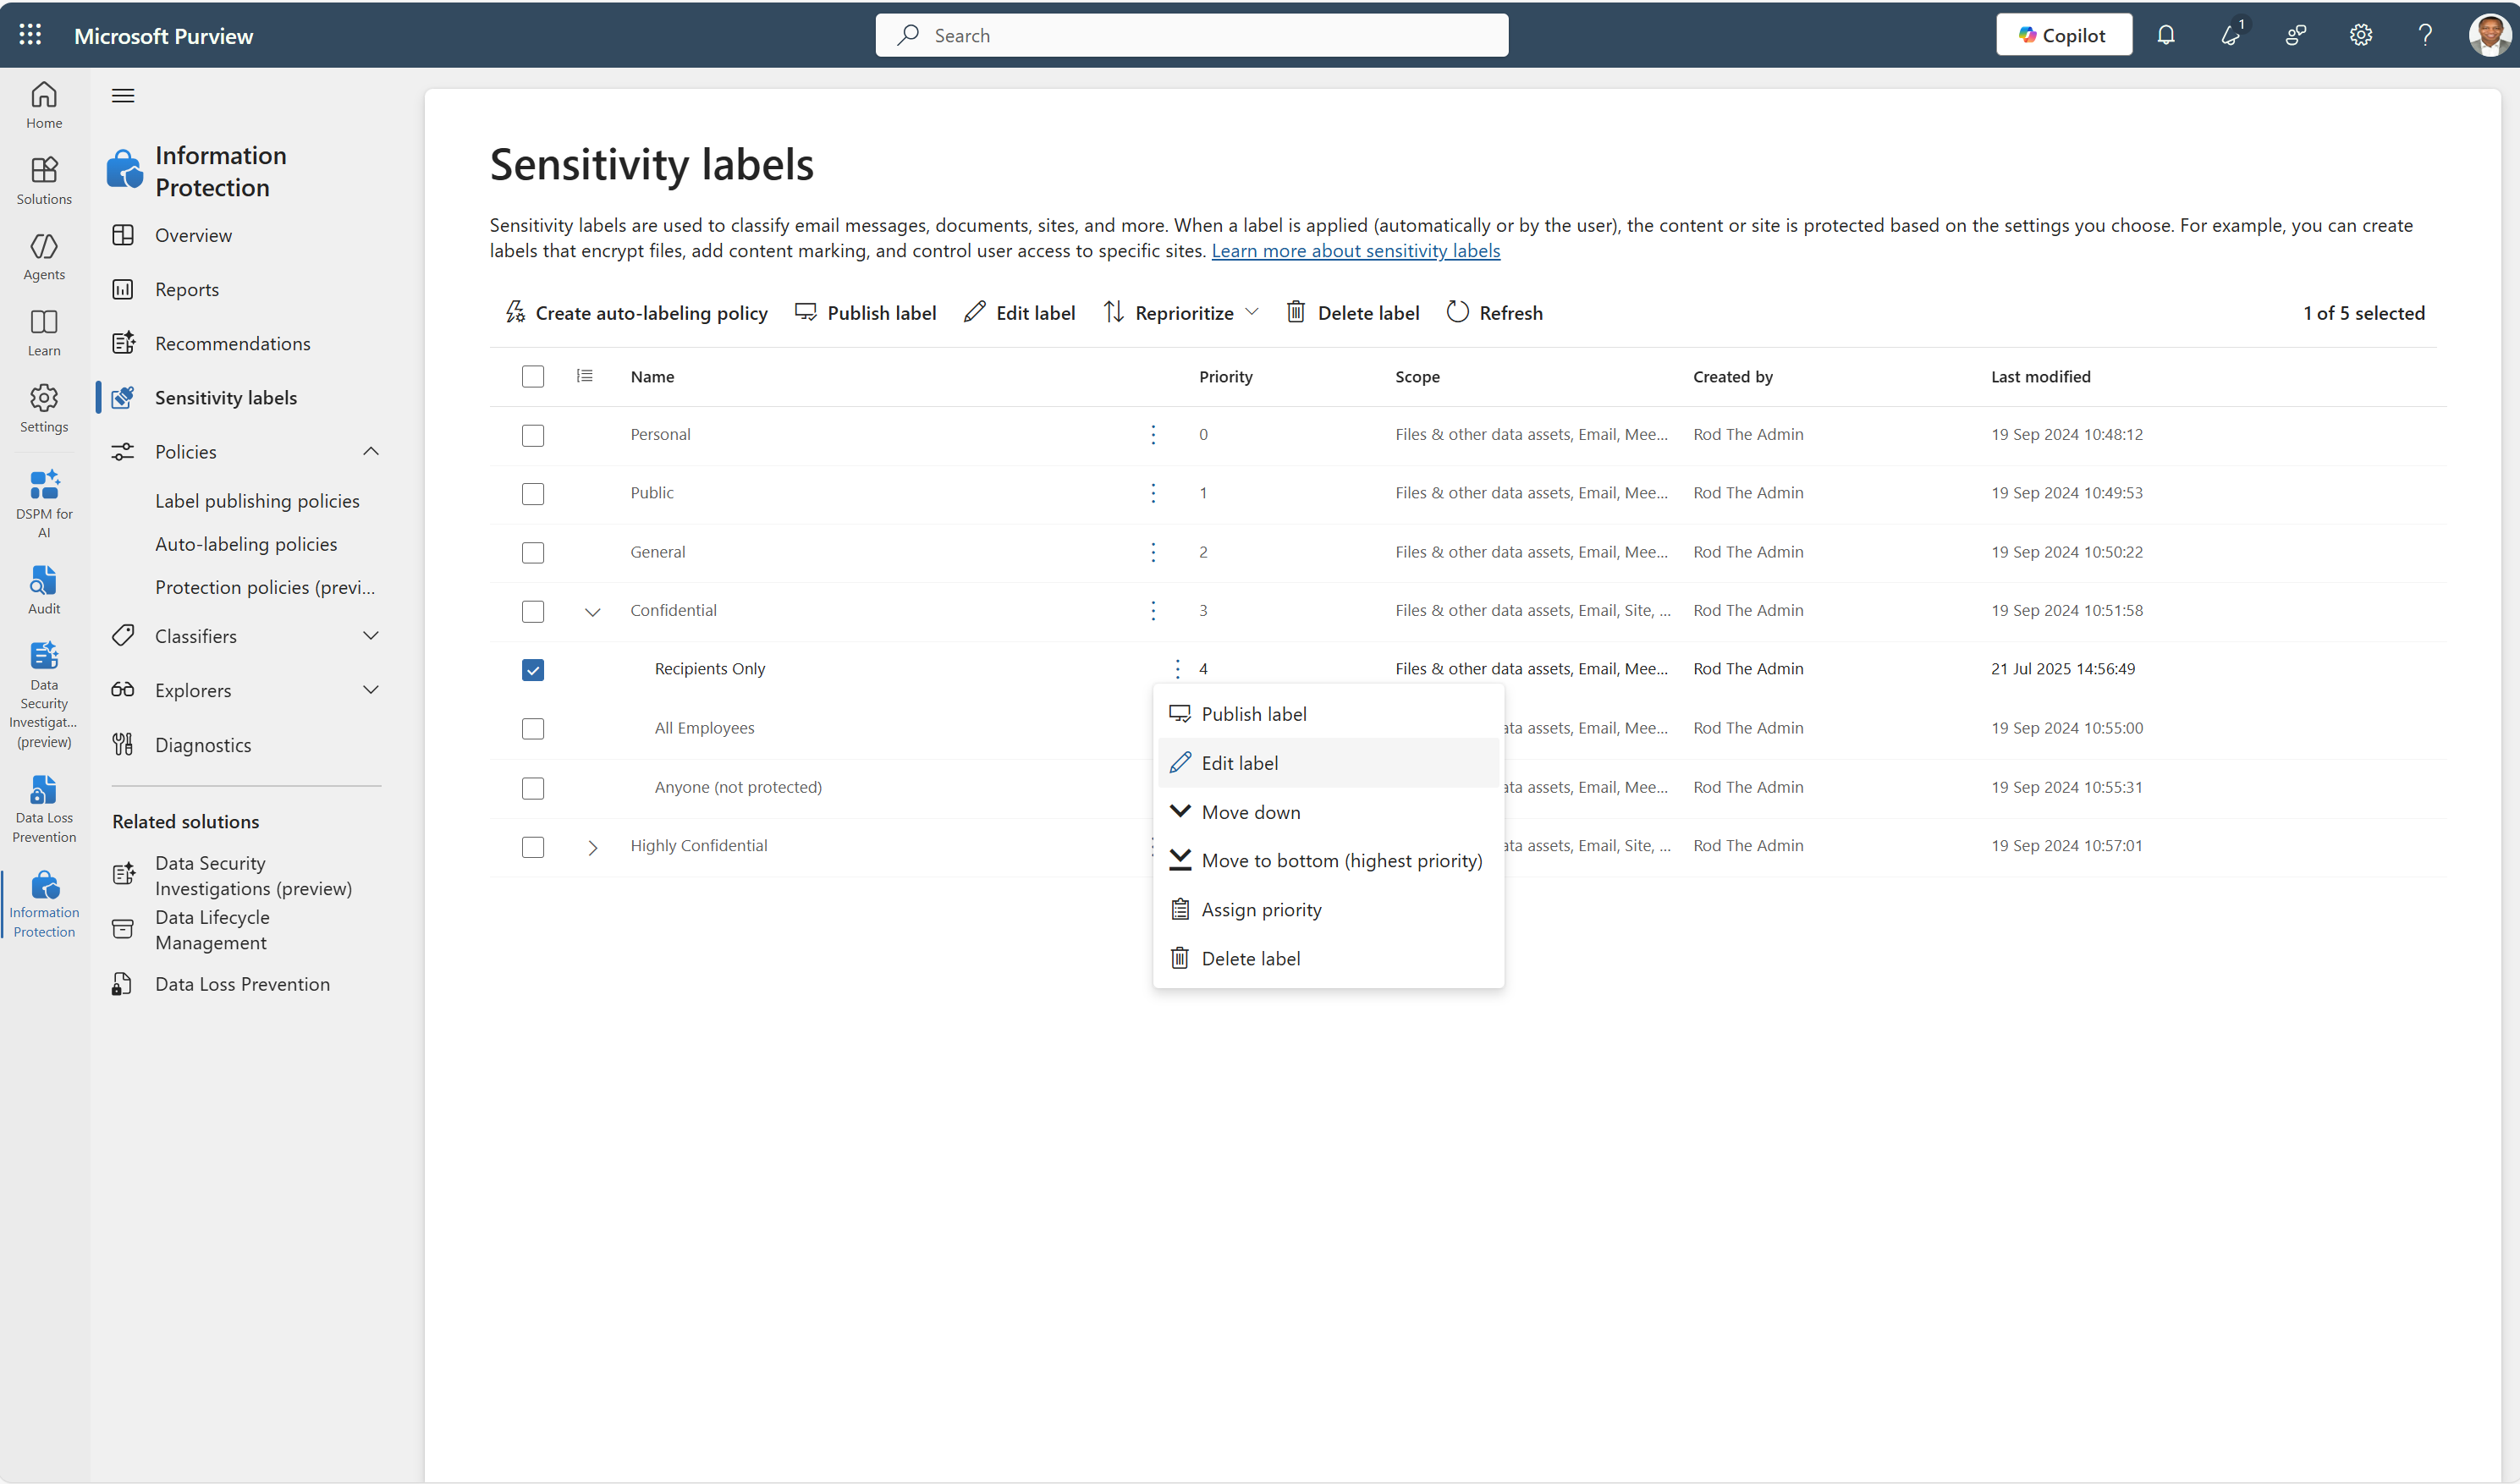 Microsoft Purview
Search
Copilot
1
Home
Solutions
Agents
Learn
Settings
DSPM for
AI
Audit
Data
Security
Investigat...
(preview)
Data Loss
Prevention
Information
Protection
Information
Protection
Overview
Reports
Recommendations
Sensitivity labels
Policies
Label publishing policies
Auto-labeling policies
Protection policies (previ...
Classifiers
Explorers
Diagnostics
Related solutions
Data Security
Investigations (preview)
Data Lifecycle
Management
Data Loss Prevention
Sensitivity labels
Sensitivity labels are used to classify email messages, documents, sites, and more. When a label is applied (automatically or by the user), the content or site is protected based on the settings you choose. For example, you can create
labels that encrypt files, add content marking, and control user access to specific sites. Learn more about sensitivity labels
Create auto-labeling policy Publish label Edit label Reprioritize Delete label Refresh 1 of 5 selected
Name Priority Scope Created by Last modified
Personal 0 Files & other data assets, Email, Mee... Rod The Admin 19 Sep 2024 10:48:12
Public 1 Files & other data assets, Email, Mee... Rod The Admin 19 Sep 2024 10:49:53
General 2 Files & other data assets, Email, Mee... Rod The Admin 19 Sep 2024 10:50:22
Confidential 3 Files & other data assets, Email, Site, ... Rod The Admin 19 Sep 2024 10:51:58
Recipients Only 4 Files & other data assets, Email, Mee... Rod The Admin 21 Jul 2025 14:56:49
All Employees ata assets, Email, Mee... Rod The Admin 19 Sep 2024 10:55:00
Anyone (not protected) ata assets, Email, Mee... Rod The Admin 19 Sep 2024 10:55:31
Highly Confidential ata assets, Email, Site, ... Rod The Admin 19 Sep 2024 10:57:01
Publish label
Edit label
Move down
Move to bottom (highest priority)
Assign priority
Delete label